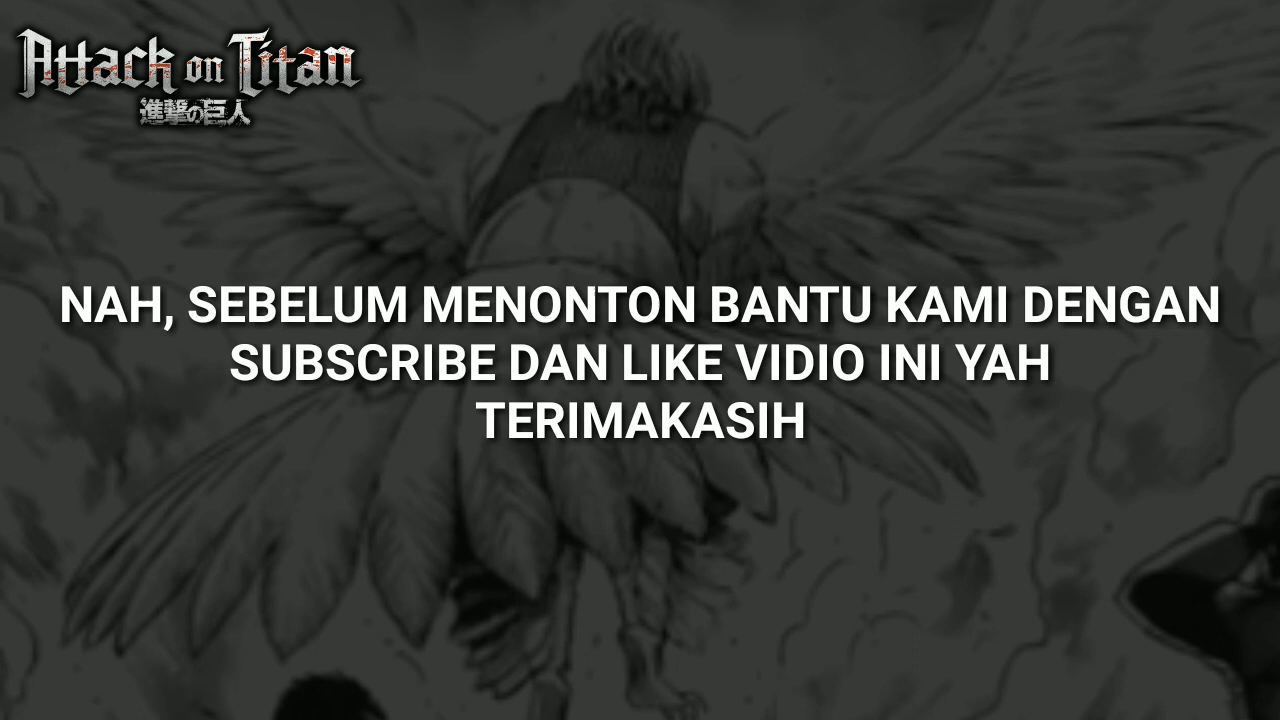 Attack on Titan
進撃の巨人
NAH, SEBELUM MENONTON BANTU KAMI DENGAN
SUBSCRIBE DAN LIKE VIDIO INI YAH
TERIMAKASIH